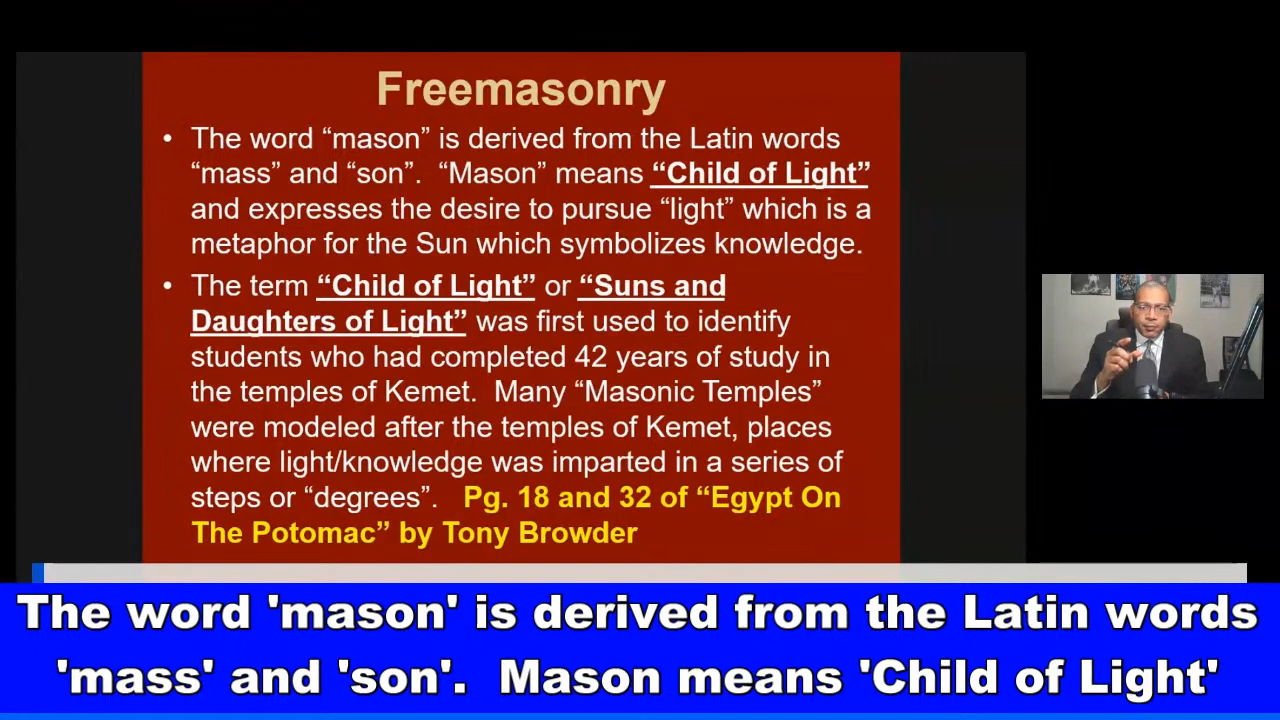 Freemasonry
• The word “mason” is derived from the Latin words
“mass” and “son”.  “Mason” means “Child of Light”
and expresses the desire to pursue “light” which is a
metaphor for the Sun which symbolizes knowledge.
• The term “Child of Light” or “Suns and
Daughters of Light” was first used to identify
students who had completed 42 years of study in
the temples of Kemet.  Many “Masonic Temples”
were modeled after the temples of Kemet, places
where light/knowledge was imparted in a series of
steps or “degrees”.   Pg. 18 and 32 of “Egypt On
The Potomac” by Tony Browder
The word 'mason' is derived from the Latin words
'mass' and 'son'.  Mason means 'Child of Light'